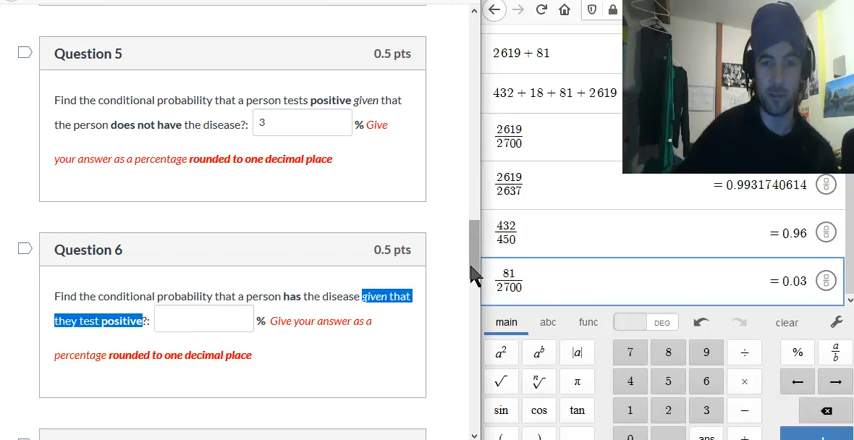 Question 5
0.5 pts
Find the conditional probability that a person tests positive given that
the person does not have the disease?: 3 % Give
your answer as a percentage rounded to one decimal place
Question 6
0.5 pts
Find the conditional probability that a person has the disease given that
they test positive?: % Give your answer as a
percentage rounded to one decimal place
2619 + 81
432 + 18 + 81 + 2619
2619
2700
2619
2637
= 0.9931740614
432
450
= 0.96
81
2700
= 0.03
main
abc
func
DEG
clear
a²
aᵇ
|a|
7
8
9
÷
%
a
b
√
ⁿ√
π
4
5
6
×
←
→
sin
cos
tan
1
2
3
−
(
)
0
.
ans
+